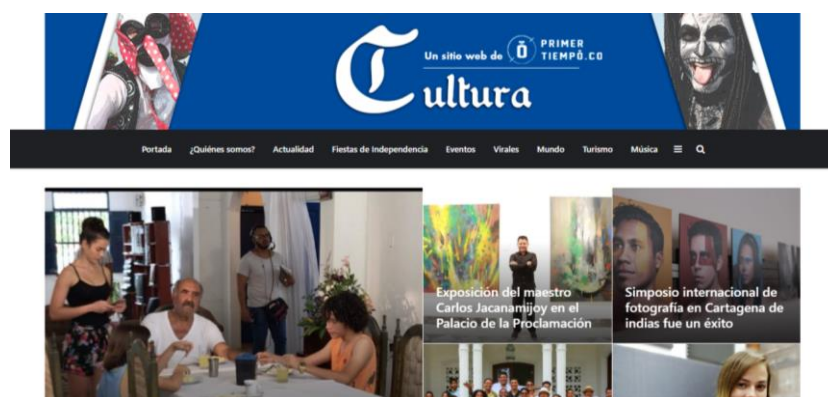 Un sitio web de PRIMER
TIEMPO.CO
Cultura
Portada ¿Quiénes somos? Actualidad Fiestas de Independencia Eventos Virales Mundo Turismo Música
Exposición del maestro
Carlos Jacanamijoy en el
Palacio de la Proclamación
Simposio internacional de
fotografía en Cartagena de
indias fue un éxito